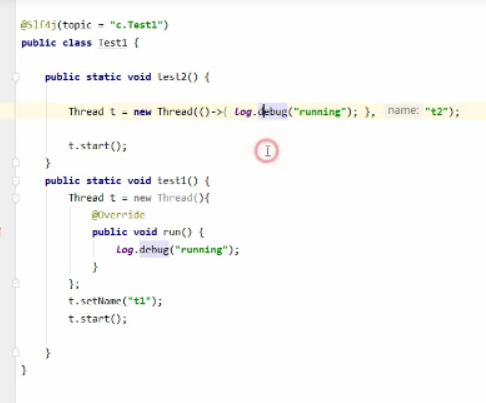 @Slf4j(topic = "c.Test1")
public class Test1 {
public static void test2() {
Thread t = new Thread(()->{ log.debug("running"); }, name: "t2");
t.start();
}
public static void test1() {
Thread t = new Thread(){
@Override
public void run() {
log.debug("running");
}
};
t.setName("t1");
t.start();
}
}